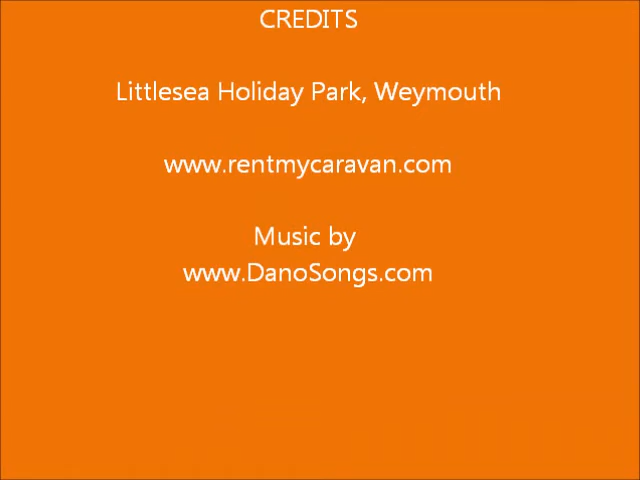 CREDITS
Littlesea Holiday Park, Weymouth
www.rentmycaravan.com
Music by
www.DanoSongs.com